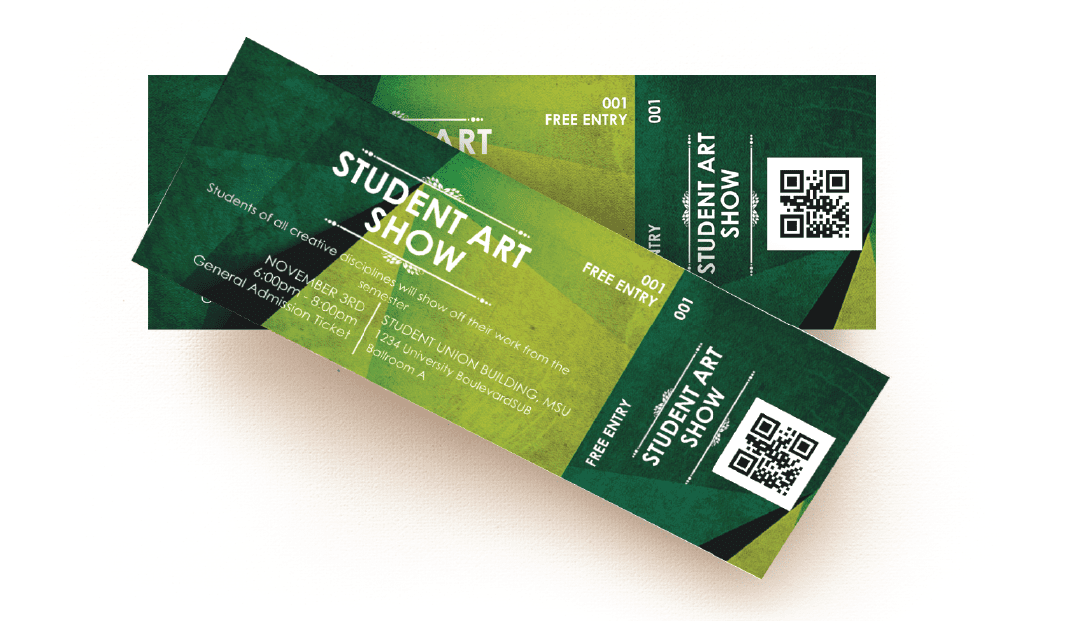 001
FREE ENTRY
ART
001
STUDENT ART
SHOW
STUDENT ART
SHOW
Students of all creative disciplines will show off their work from the
semester
NOVEMBER 3RD
6:00pm - 8:00pm
General Admission Ticket
STUDENT UNION BUILDING, MSU
1234 University BoulevardSUB
Ballroom A
001
FREE ENTRY
001
FREE ENTRY
STUDENT ART
SHOW